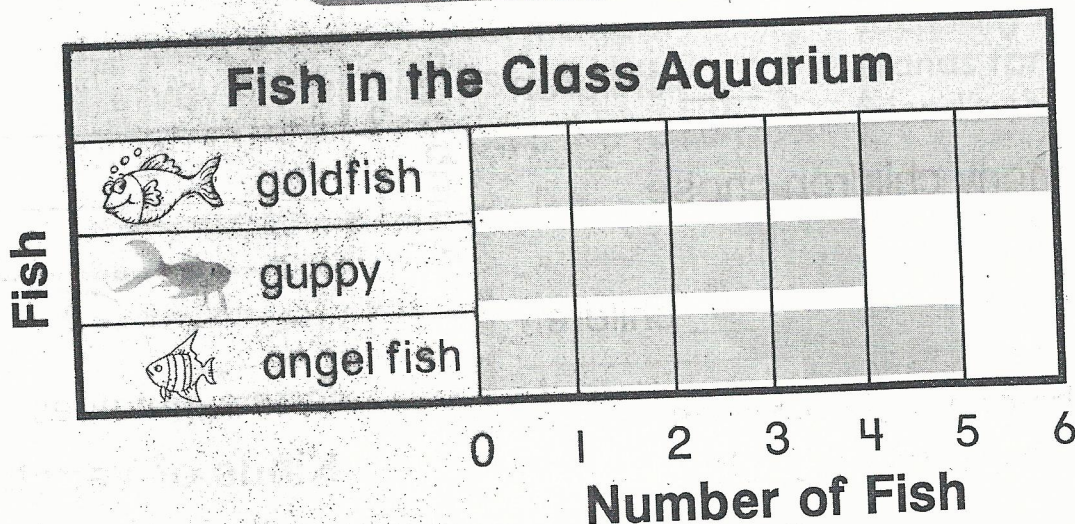 Fish in the Class Aquarium
Fish
goldfish
guppy
angel fish
0 1 2 3 4 5 6
Number of Fish